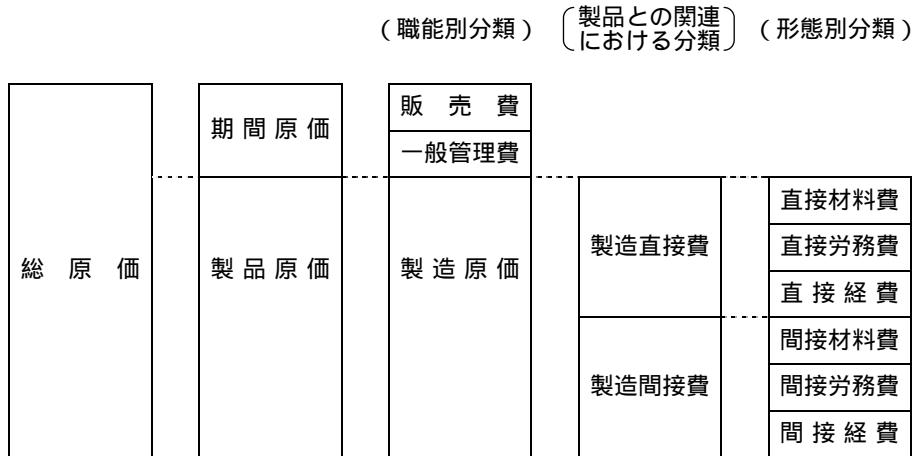 (職能別分類) 〔製品との関連における分類〕 (形態別分類)
販売費
期間原価
一般管理費
直接材料費
製造直接費
直接労務費
総原価 製品原価 製造原価
直接経費
間接材料費
製造間接費
間接労務費
間接経費